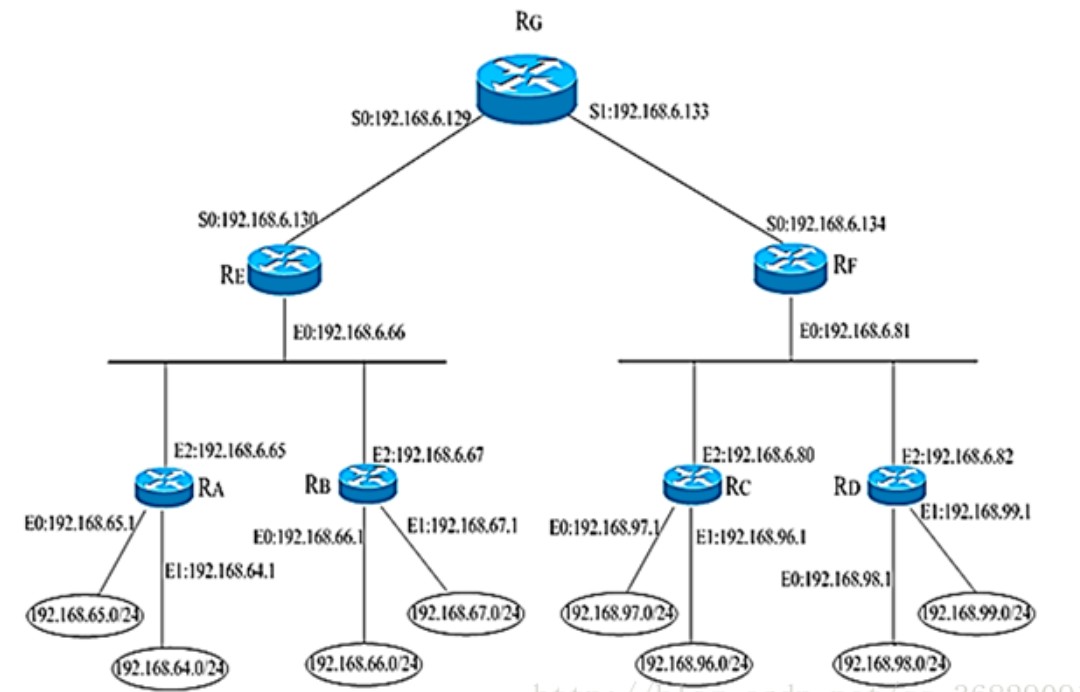 RG
S0:192.168.6.129
S1:192.168.6.133
S0:192.168.6.130
S0:192.168.6.134
RE
RF
E0:192.168.6.66
E0:192.168.6.81
E2:192.168.6.65
E2:192.168.6.67
E2:192.168.6.80
E2:192.168.6.82
RA
RB
RC
RD
E0:192.168.65.1
E1:192.168.64.1
E0:192.168.66.1
E1:192.168.67.1
E0:192.168.97.1
E1:192.168.96.1
E0:192.168.98.1
E1:192.168.99.1
192.168.65.0/24
192.168.67.0/24
192.168.97.0/24
192.168.99.0/24
192.168.64.0/24
192.168.66.0/24
192.168.96.0/24
192.168.98.0/24